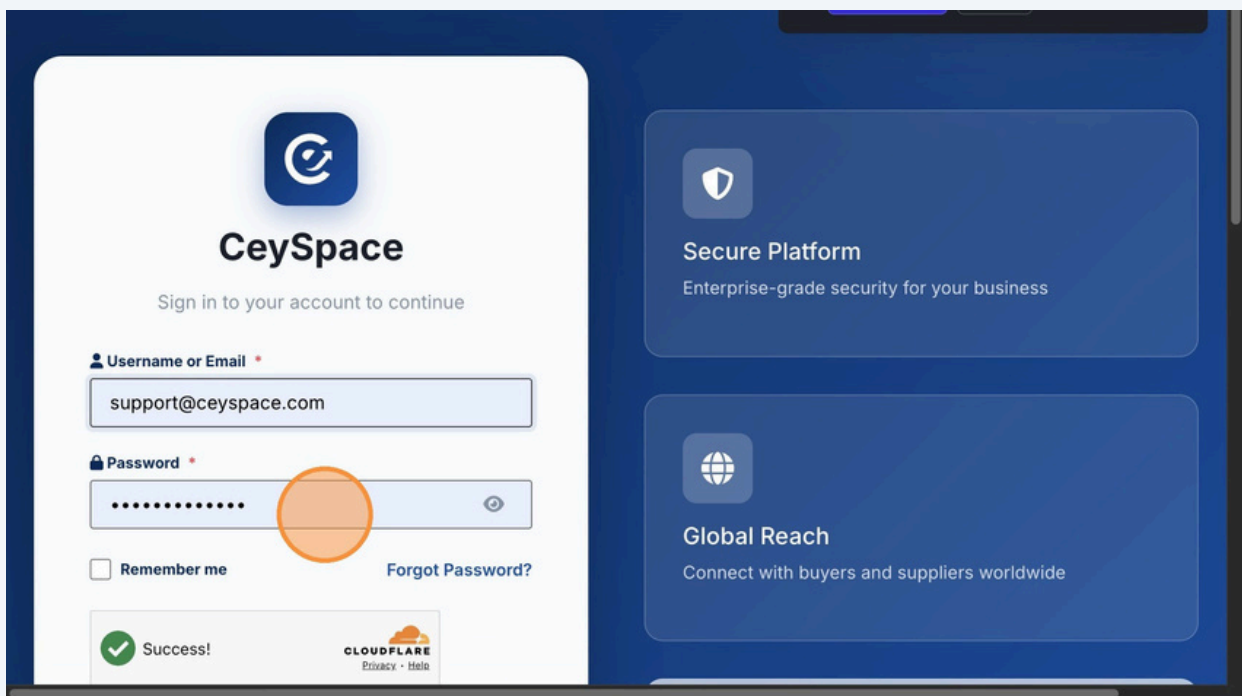 CeySpace
Sign in to your account to continue
Username or Email *
support@ceyspace.com
Password *
•••••••••••••
Remember me
Forgot Password?
Success!
CLOUDFLARE
Privacy • Help
Secure Platform
Enterprise-grade security for your business
Global Reach
Connect with buyers and suppliers worldwide